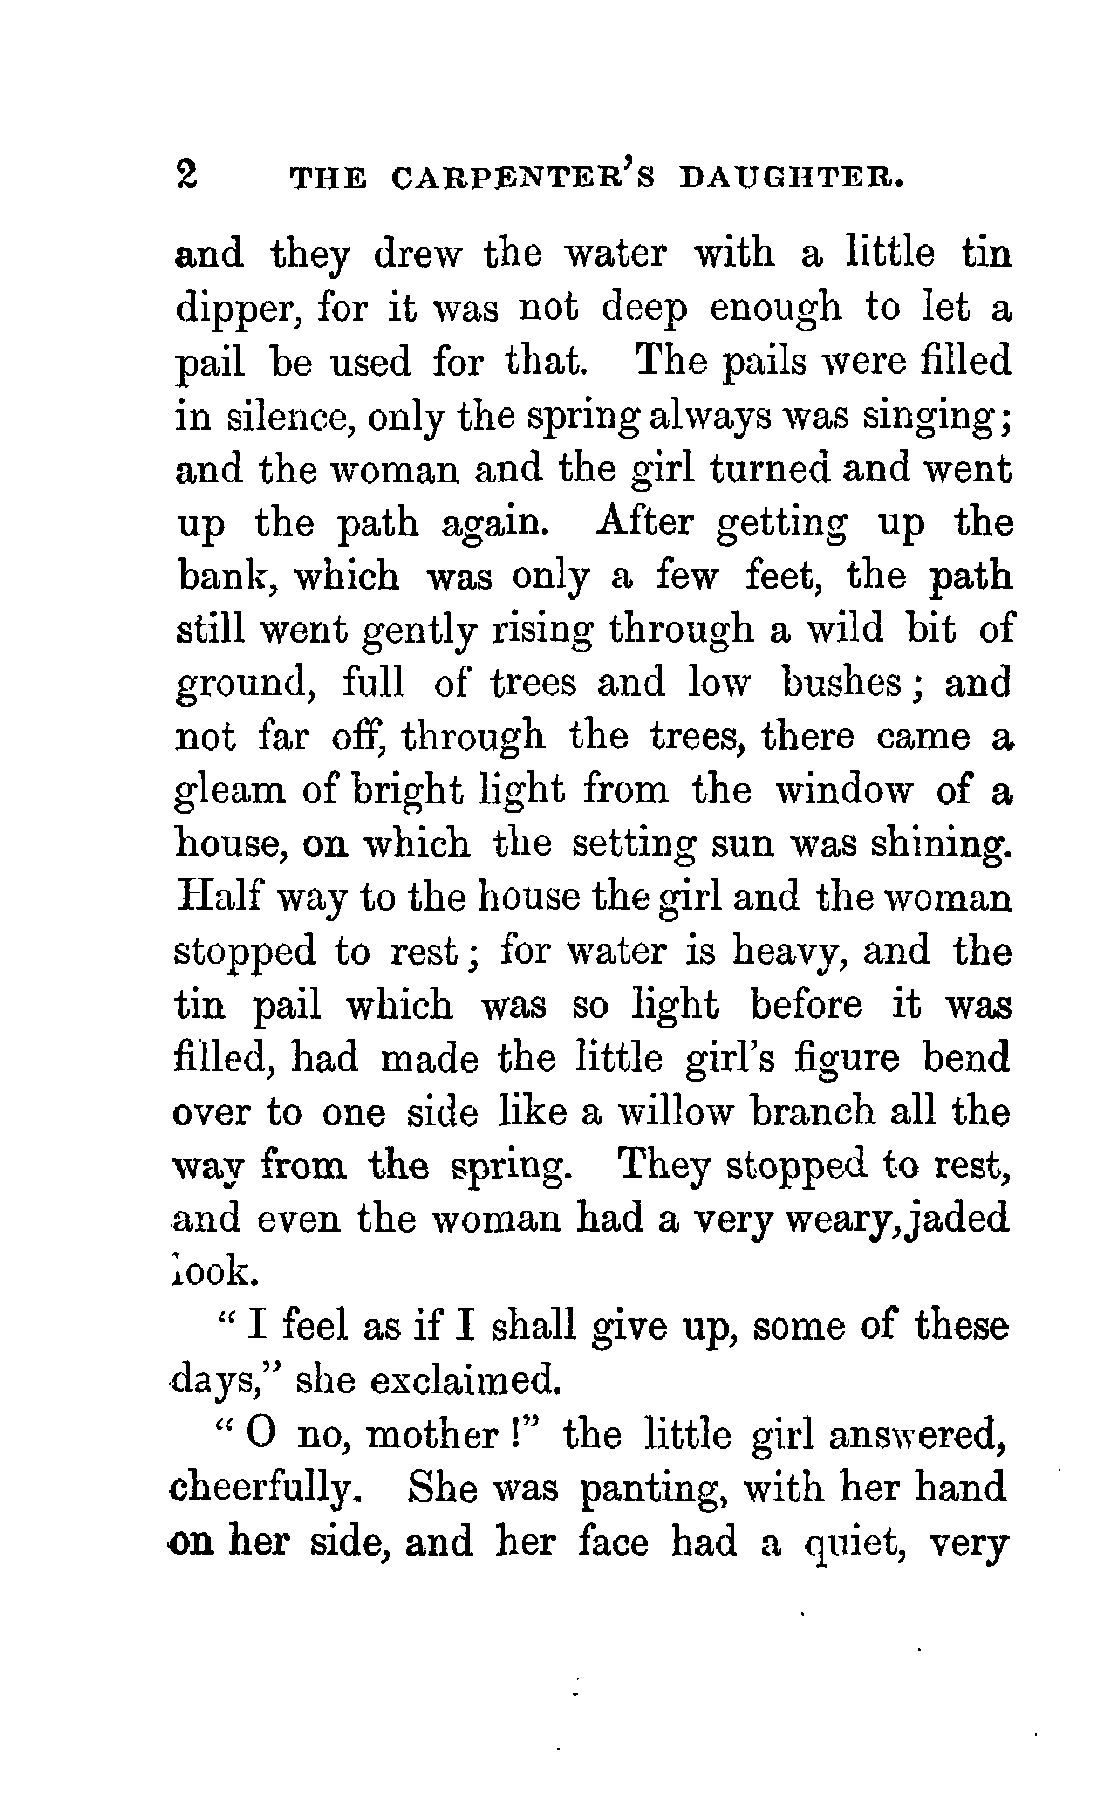 2 THE CARPENTER'S DAUGHTER.
and they drew the water with a little tin
dipper, for it was not deep enough to let a
pail be used for that. The pails were filled
in silence, only the spring always was singing;
and the woman and the girl turned and went
up the path again. After getting up the
bank, which was only a few feet, the path
still went gently rising through a wild bit of
ground, full of trees and low bushes; and
not far off, through the trees, there came a
gleam of bright light from the window of a
house, on which the setting sun was shining.
Half way to the house the girl and the woman
stopped to rest; for water is heavy, and the
tin pail which was so light before it was
filled, had made the little girl's figure bend
over to one side like a willow branch all the
way from the spring. They stopped to rest,
and even the woman had a very weary, jaded
look.
"I feel as if I shall give up, some of these
days," she exclaimed.
"O no, mother!" the little girl answered,
cheerfully. She was panting, with her hand
on her side, and her face had a quiet, very